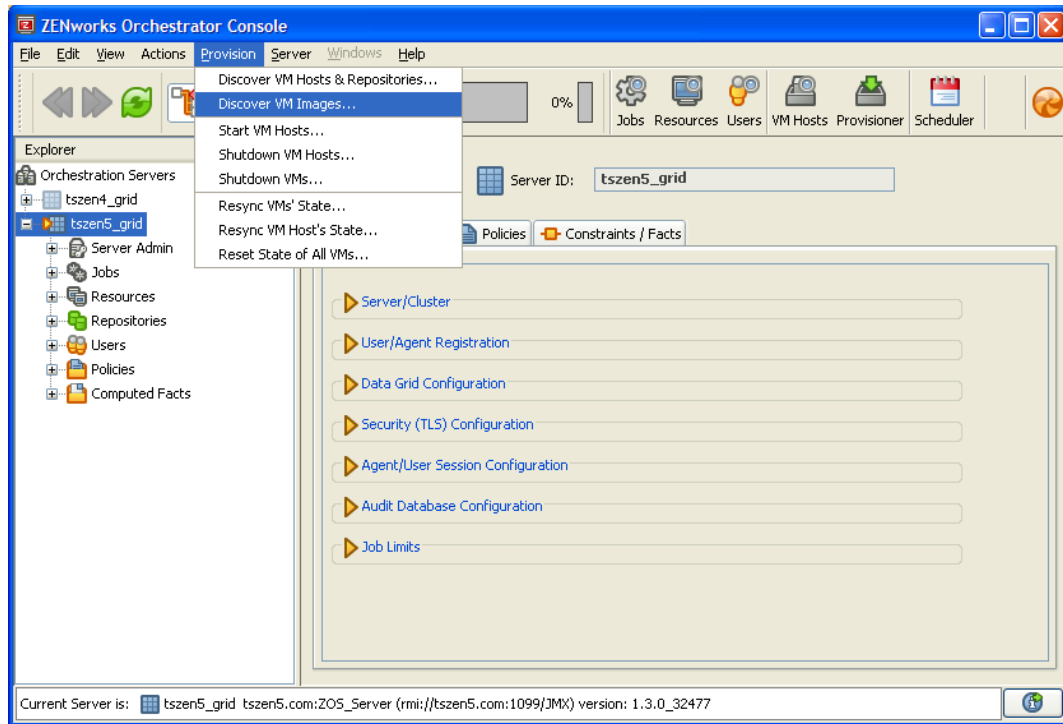 ZENworks Orchestrator Console
File Edit View Actions Provision Server Windows Help
Discover VM Hosts & Repositories...
Discover VM Images...
Start VM Hosts...
Shutdown VM Hosts...
Shutdown VMs...
Resync VMs' State...
Resync VM Host's State...
Reset State of All VMs...
0%
Jobs Resources Users VM Hosts Provisioner Scheduler
Explorer
Orchestration Servers
tszen4_grid
tszen5_grid
Server Admin
Jobs
Resources
Repositories
Users
Policies
Computed Facts
Server ID: tszen5_grid
Policies Constraints / Facts
Server/Cluster
User/Agent Registration
Data Grid Configuration
Security (TLS) Configuration
Agent/User Session Configuration
Audit Database Configuration
Job Limits
Current Server is: tszen5_grid tszen5.com:ZOS_Server (rmi://tszen5.com:1099/JMX) version: 1.3.0_32477